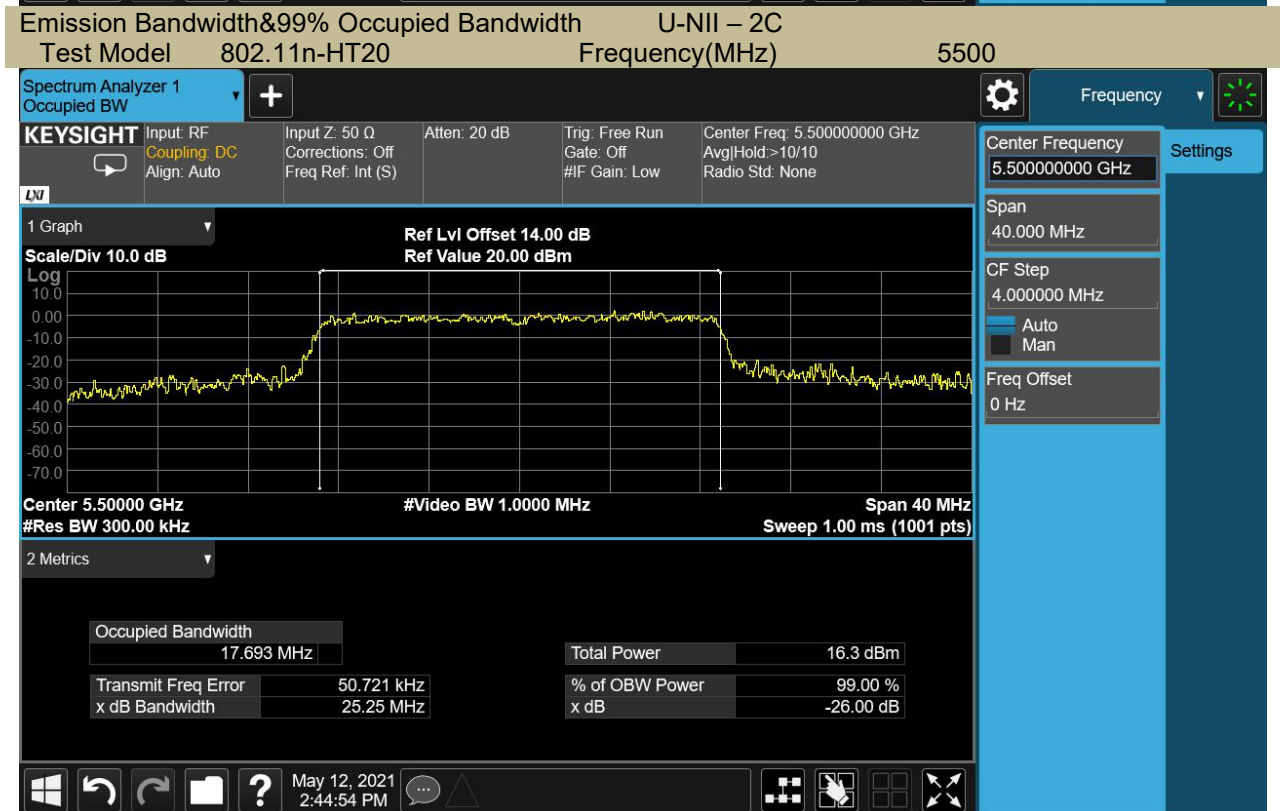 Emission Bandwidth&99% Occupied Bandwidth U-NII – 2C
Test Model 802.11n-HT20 Frequency(MHz) 5500
Spectrum Analyzer 1
Occupied BW
+
Frequency
KEYSIGHT
LXI
Input: RF
Coupling: DC
Align: Auto
Input Z: 50 Ω
Corrections: Off
Freq Ref: Int (S)
Atten: 20 dB
Trig: Free Run
Gate: Off
#IF Gain: Low
Center Freq: 5.500000000 GHz
Avg|Hold:>10/10
Radio Std: None
Center Frequency
5.500000000 GHz
Settings
Span
40.000 MHz
CF Step
4.000000 MHz
Auto
Man
Freq Offset
0 Hz
1 Graph
Scale/Div 10.0 dB
Ref Lvl Offset 14.00 dB
Ref Value 20.00 dBm
Log
10.0
0.00
-10.0
-20.0
-30.0
-40.0
-50.0
-60.0
-70.0
Center 5.50000 GHz #Video BW 1.0000 MHz Span 40 MHz
#Res BW 300.00 kHz Sweep 1.00 ms (1001 pts)
2 Metrics
Occupied Bandwidth
17.693 MHz Total Power 16.3 dBm
Transmit Freq Error 50.721 kHz % of OBW Power 99.00 %
x dB Bandwidth 25.25 MHz x dB -26.00 dB
?
May 12, 2021
2:44:54 PM